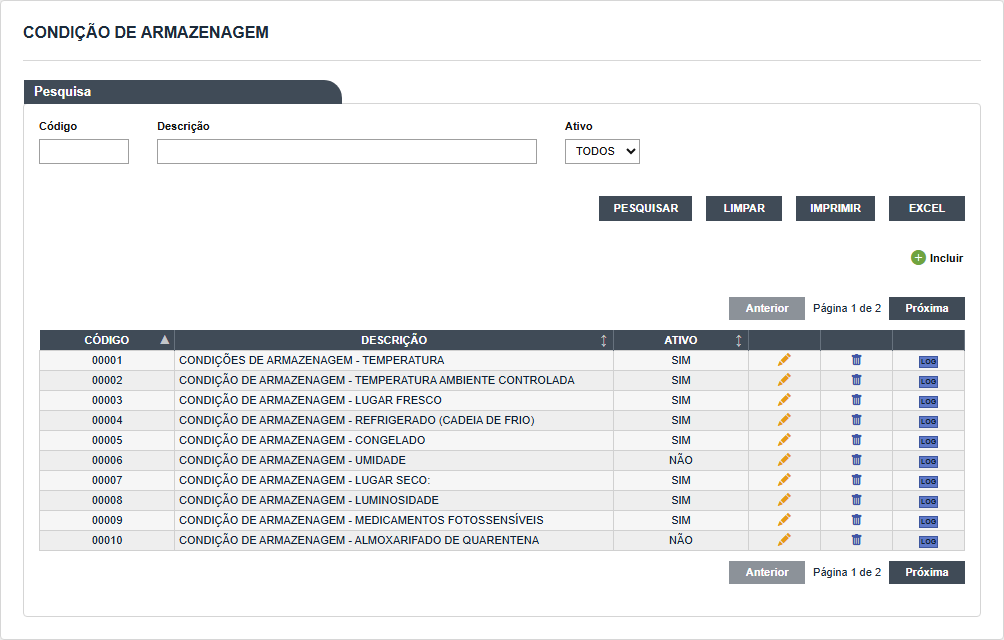 CONDIÇÃO DE ARMAZENAGEM
Pesquisa
Código Descrição Ativo
TODOS
PESQUISAR LIMPAR IMPRIMIR EXCEL
Incluir
Anterior Página 1 de 2 Próxima
CÓDIGO DESCRIÇÃO ATIVO
00001 CONDIÇÕES DE ARMAZENAGEM - TEMPERATURA SIM LOG
00002 CONDIÇÃO DE ARMAZENAGEM - TEMPERATURA AMBIENTE CONTROLADA SIM LOG
00003 CONDIÇÃO DE ARMAZENAGEM - LUGAR FRESCO SIM LOG
00004 CONDIÇÃO DE ARMAZENAGEM - REFRIGERADO (CADEIA DE FRIO) SIM LOG
00005 CONDIÇÃO DE ARMAZENAGEM - CONGELADO SIM LOG
00006 CONDIÇÃO DE ARMAZENAGEM - UMIDADE NÃO LOG
00007 CONDIÇÃO DE ARMAZENAGEM - LUGAR SECO: SIM LOG
00008 CONDIÇÃO DE ARMAZENAGEM - LUMINOSIDADE SIM LOG
00009 CONDIÇÃO DE ARMAZENAGEM - MEDICAMENTOS FOTOSSENSÍVEIS SIM LOG
00010 CONDIÇÃO DE ARMAZENAGEM - ALMOXARIFADO DE QUARENTENA NÃO LOG
Anterior Página 1 de 2 Próxima